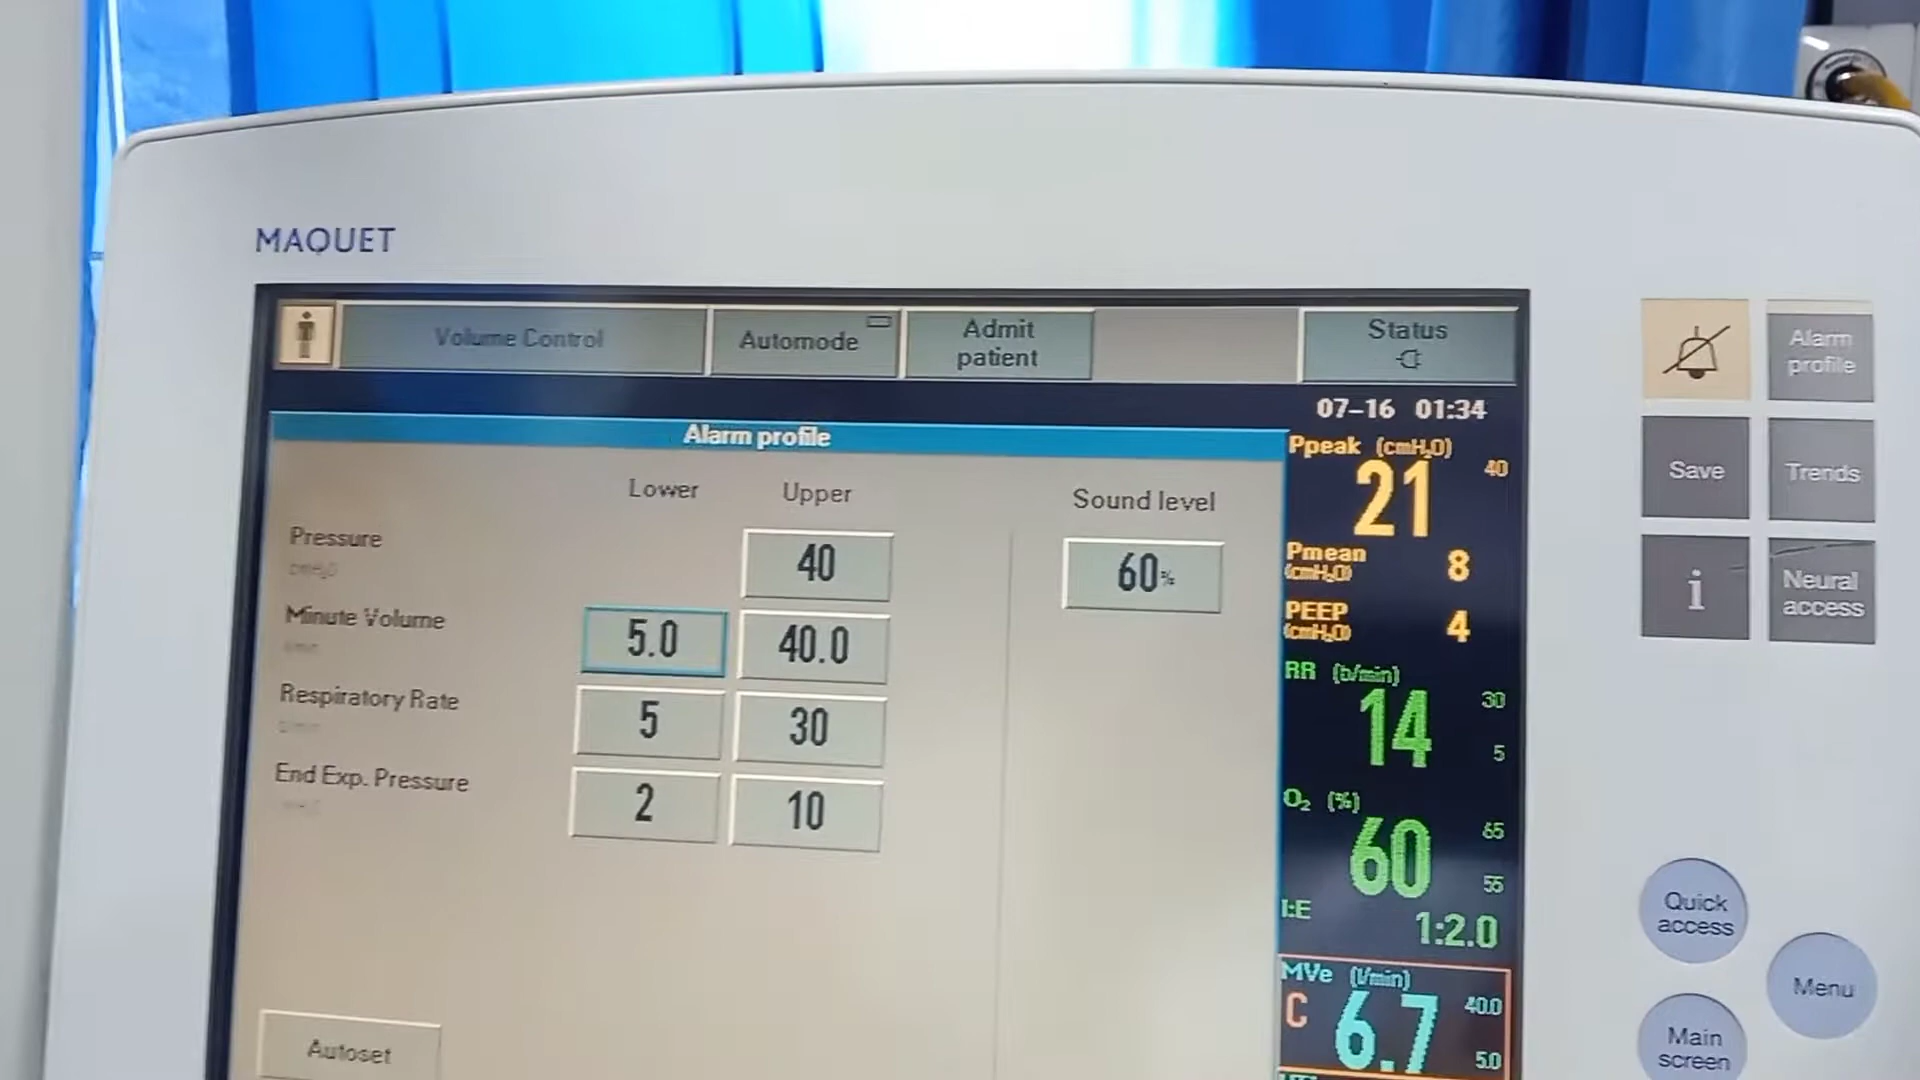 MAQUET
Volume Control
Automode
Admit
patient
Status
07-16 01:34
Alarm profile
Lower Upper
Sound level
Pressure
cmH₂O
40
60%
Minute Volume
5.0 40.0
Respiratory Rate
5 30
End Exp. Pressure
2 10
Autoset
Ppeak (cmH₂O)
21 40
Pmean
(cmH₂O)
8
PEEP
(cmH₂O)
4
RR (b/min)
14 30
5
O₂ (%)
60 65
55
I:E
1:2.0
MVe (l/min)
C 6.7 40.0
5.0
Alarm
profile
Save
Trends
i
Neural
access
Quick
access
Menu
Main
screen